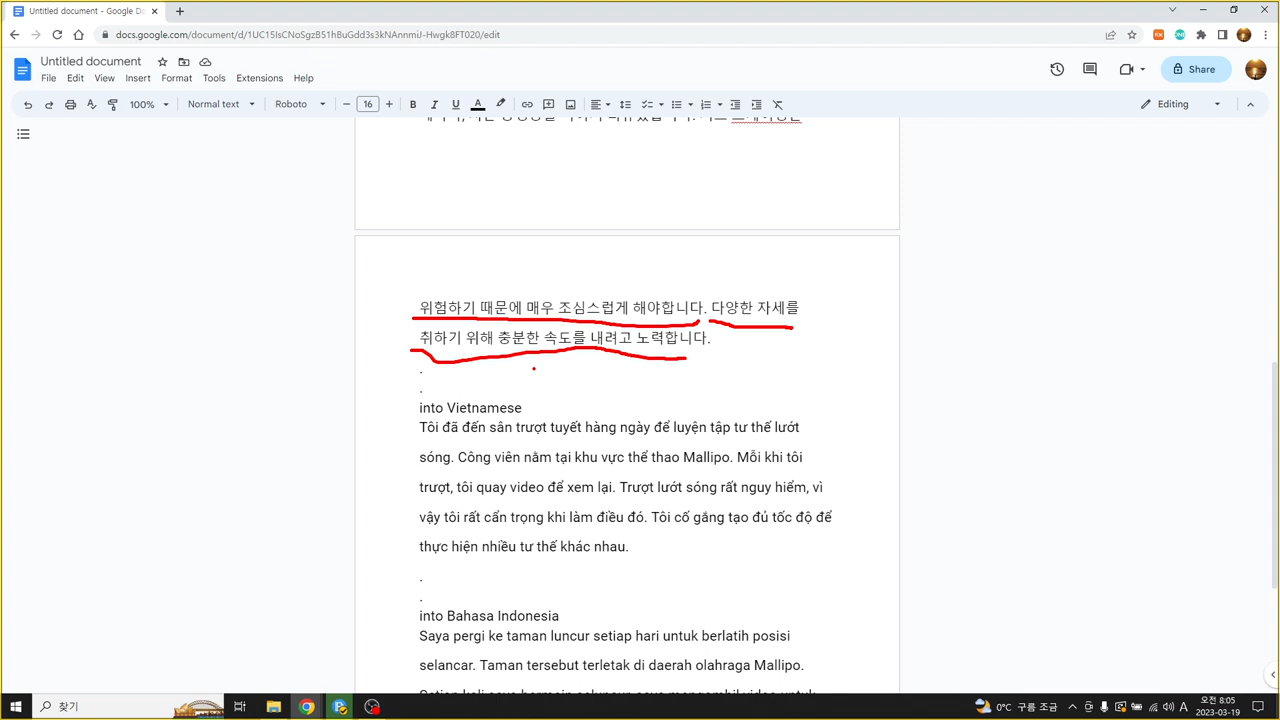 Untitled document - Google D
docs.google.com/document/d/1UC15IsCNoSgzB51hBuGdd3s3kNAnnmiJ-Hwgk8FT020/edit
Untitled document
File Edit View Insert Format Tools Extensions Help
Share
100% Normal text Roboto 16 Editing
위험하기 때문에 매우 조심스럽게 해야합니다. 다양한 자세를
취하기 위해 충분한 속도를 내려고 노력합니다.
.
.
into Vietnamese
Tôi đã đến sân trượt tuyết hàng ngày để luyện tập tư thế lướt
sóng. Công viên nằm tại khu vực thể thao Mallipo. Mỗi khi tôi
trượt, tôi quay video để xem lại. Trượt lướt sóng rất nguy hiểm, vì
vậy tôi rất cẩn trọng khi làm điều đó. Tôi cố gắng tạo đủ tốc độ để
thực hiện nhiều tư thế khác nhau.
.
.
into Bahasa Indonesia
Saya pergi ke taman luncur setiap hari untuk berlatih posisi
selancar. Taman tersebut terletak di daerah olahraga Mallipo.
찾기
0°C 구름 조금
A
오전 8:05
2023-03-19